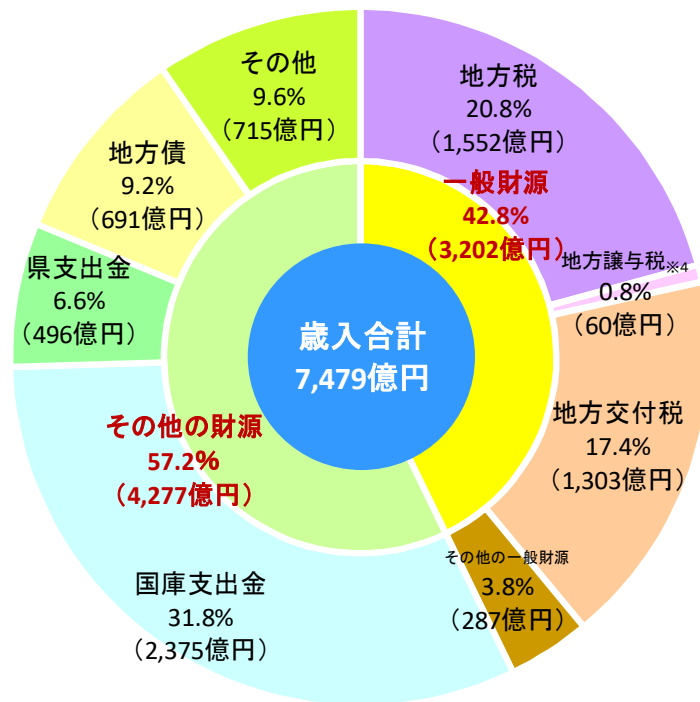 その他
9.6%
（715億円）
地方税
20.8%
（1,552億円）
地方債
9.2%
（691億円）
一般財源
42.8%
（3,202億円）
県支出金
6.6%
（496億円）
地方譲与税※4
0.8%
（60億円）
歳入合計
7,479億円
その他の財源
57.2%
（4,277億円）
地方交付税
17.4%
（1,303億円）
その他の一般財源
3.8%
（287億円）
国庫支出金
31.8%
（2,375億円）